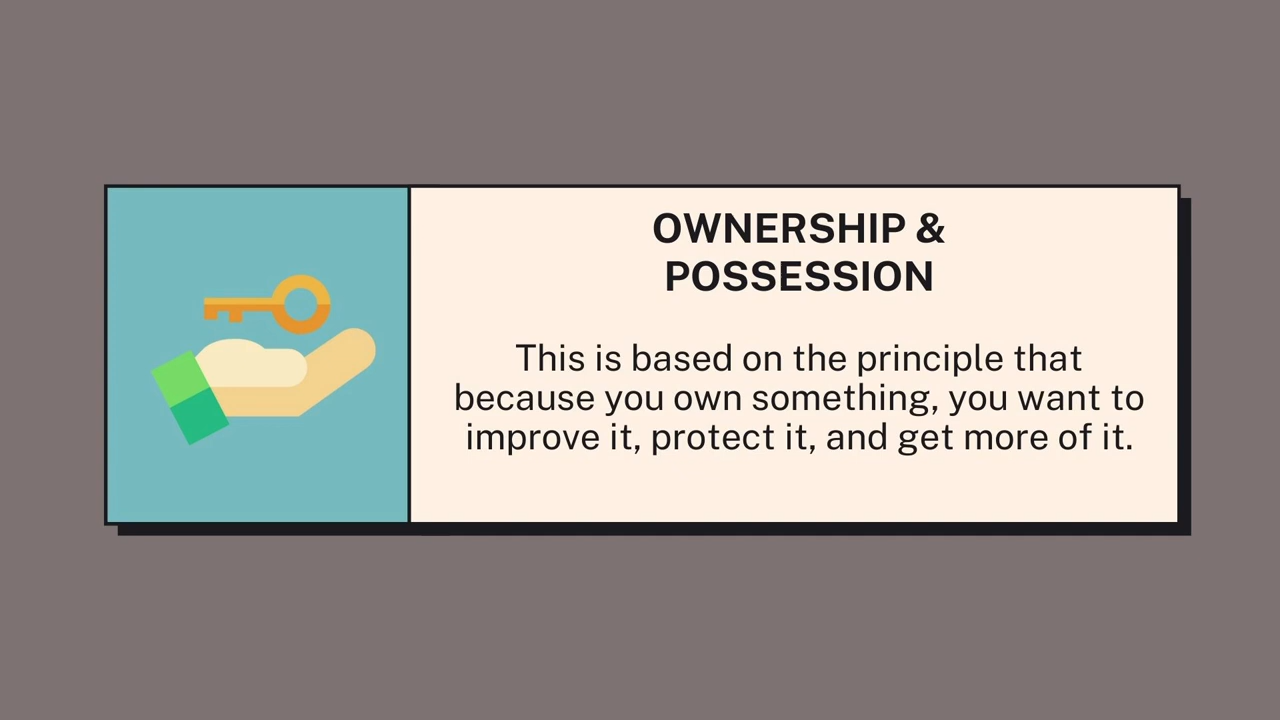 OWNERSHIP &
POSSESSION
This is based on the principle that
because you own something, you want to
improve it, protect it, and get more of it.